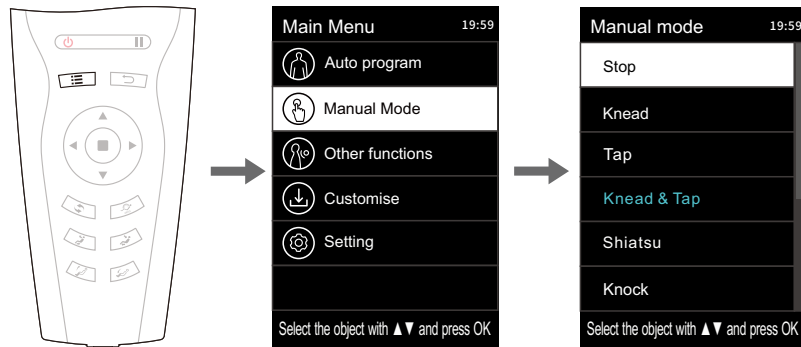 Main Menu 19:59
Auto program
Manual Mode
Other functions
Customise
Setting
Select the object with ▲▼ and press OK
Manual mode 19:59
Stop
Knead
Tap
Knead & Tap
Shiatsu
Knock
Select the object with ▲▼ and press OK